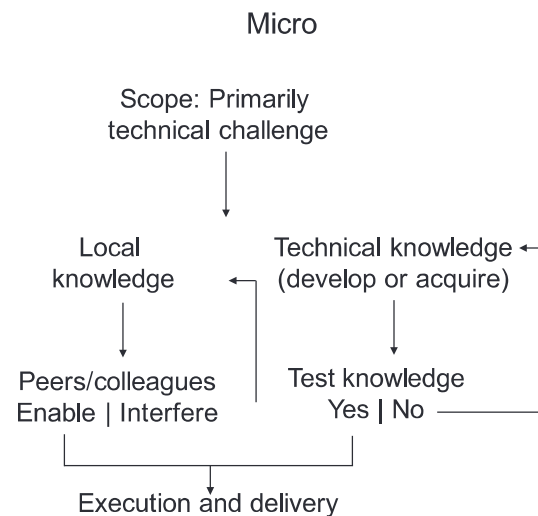 Micro
Scope: Primarily
technical challenge
Local
knowledge
Technical knowledge
(develop or acquire)
Peers/colleagues
Enable | Interfere
Test knowledge
Yes | No
Execution and delivery